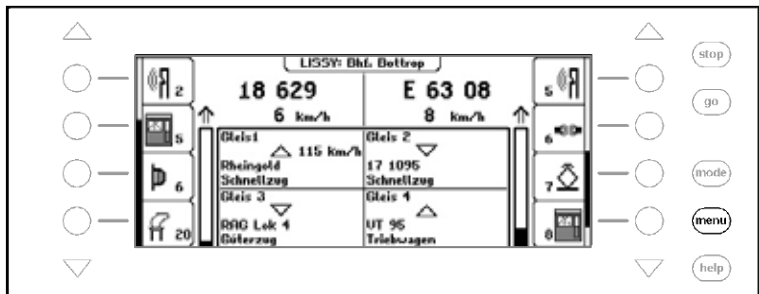 LISSY: Bhf. Bottrop
18 629
E 63 08
6 km/h
8 km/h
2
5
6
20
5
6
7
8
Gleis1
115 km/h
Rheingold
Schnellzug
Gleis 2
17 1095
Schnellzug
Gleis 3
RAG Lok 4
Güterzug
Gleis 4
VT 95
Triebwagen
stop
go
mode
menu
help